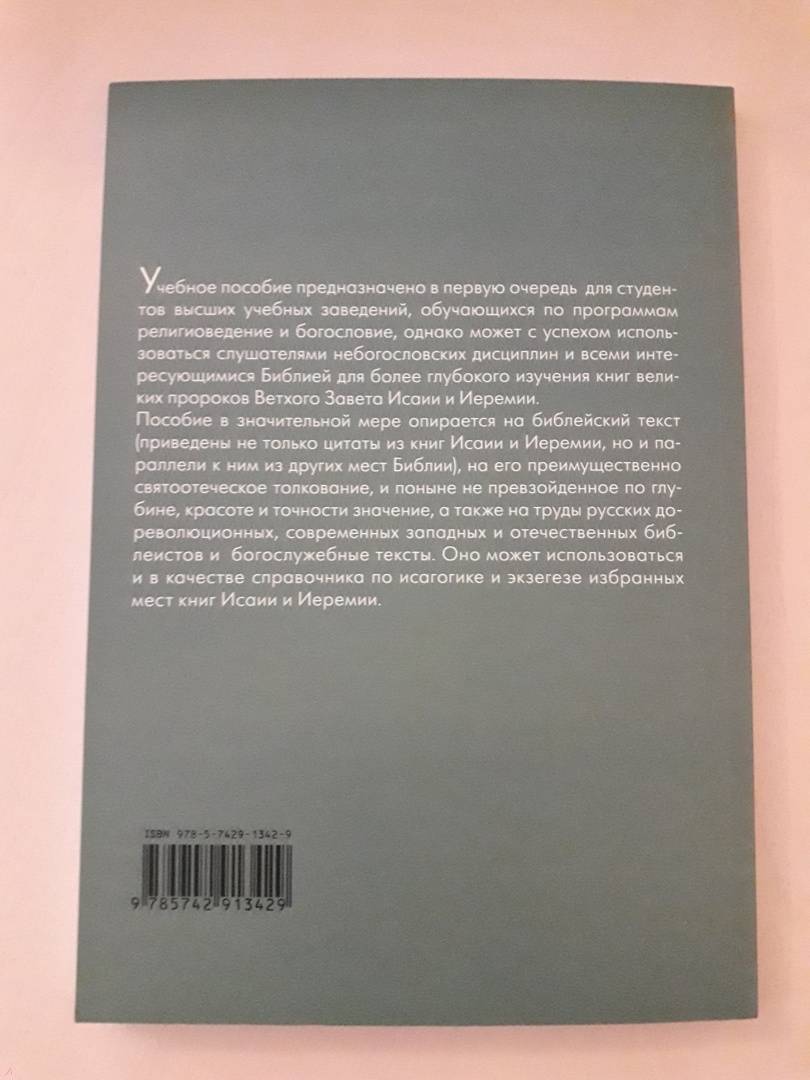 Учебное пособие предназначено в первую очередь для студен-
тов высших учебных заведений, обучающихся по программам
религиоведение и богословие, однако может с успехом исполь-
зоваться слушателями небогословских дисциплин и всеми инте-
ресующимися Библией для более глубокого изучения книг вели-
ких пророков Ветхого Завета Исаии и Иеремии.
Пособие в значительной мере опирается на библейский текст
(приведены не только цитаты из книг Исаии и Иеремии, но и па-
раллели к ним из других мест Библии), на его преимущественно
святоотеческое толкование, и поныне не превзойденное по глу-
бине, красоте и точности значение, а также на труды русских до-
революционных, современных западных и отечественных биб-
леистов и богослужебные тексты. Оно может использоваться
и в качестве справочника по исагогике и экзегезе избранных
мест книг Исаии и Иеремии.
ISBN 978-5-7429-1342-9
9 785742 913429